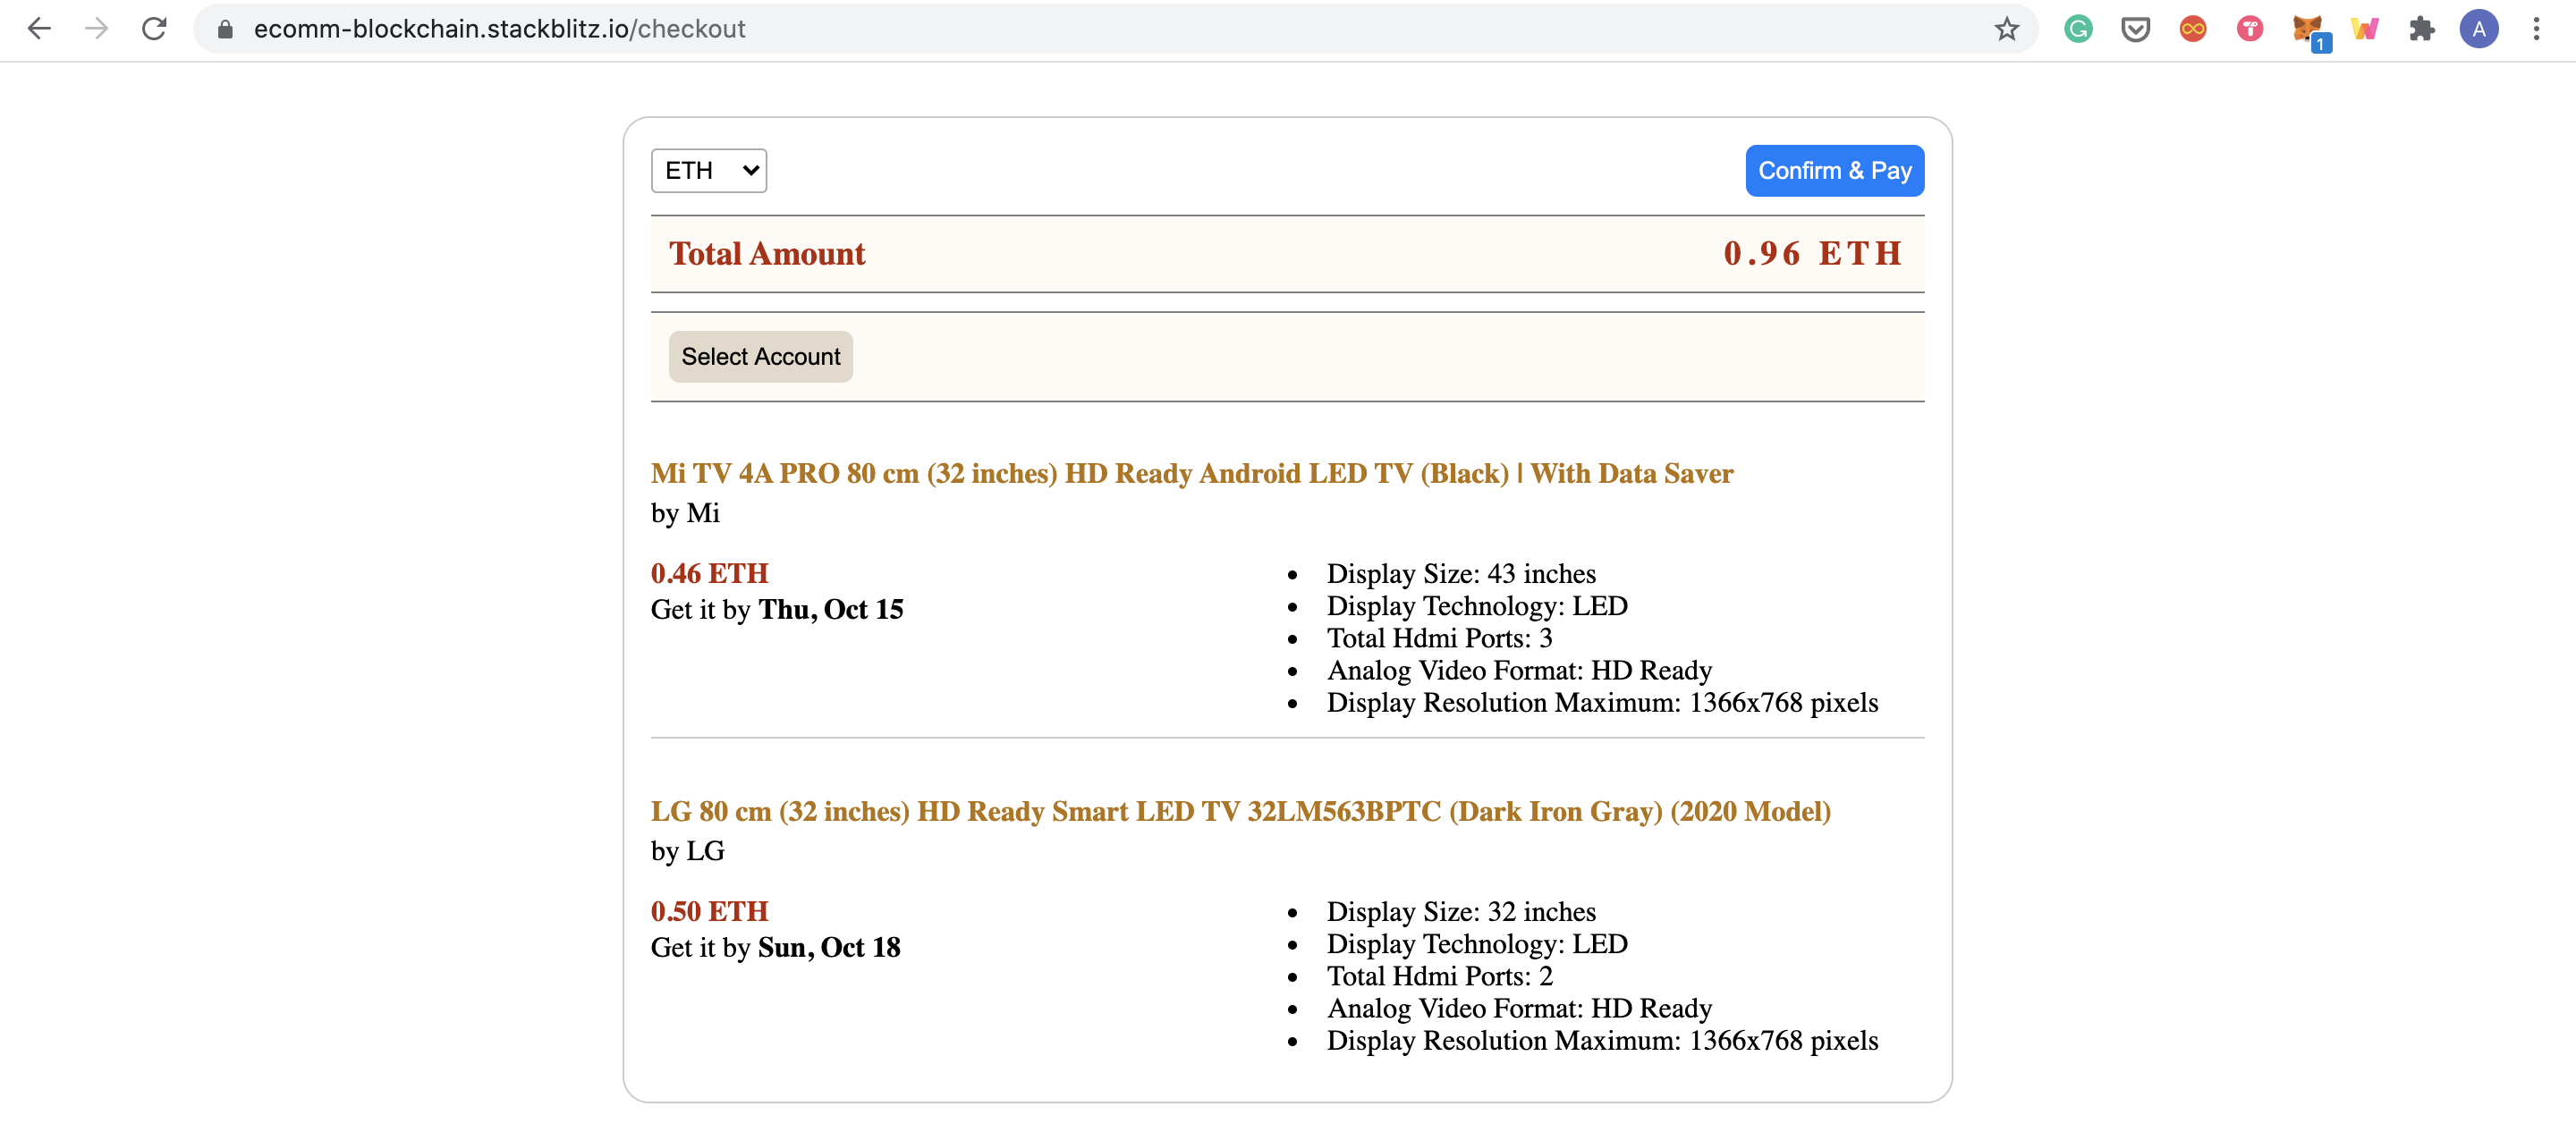 ecomm-blockchain.stackblitz.io/checkout
1
A
ETH
Confirm & Pay
Total Amount 0.96 ETH
Select Account
Mi TV 4A PRO 80 cm (32 inches) HD Ready Android LED TV (Black) | With Data Saver
by Mi
0.46 ETH
Get it by Thu, Oct 15
• Display Size: 43 inches
• Display Technology: LED
• Total Hdmi Ports: 3
• Analog Video Format: HD Ready
• Display Resolution Maximum: 1366x768 pixels
LG 80 cm (32 inches) HD Ready Smart LED TV 32LM563BPTC (Dark Iron Gray) (2020 Model)
by LG
0.50 ETH
Get it by Sun, Oct 18
• Display Size: 32 inches
• Display Technology: LED
• Total Hdmi Ports: 2
• Analog Video Format: HD Ready
• Display Resolution Maximum: 1366x768 pixels